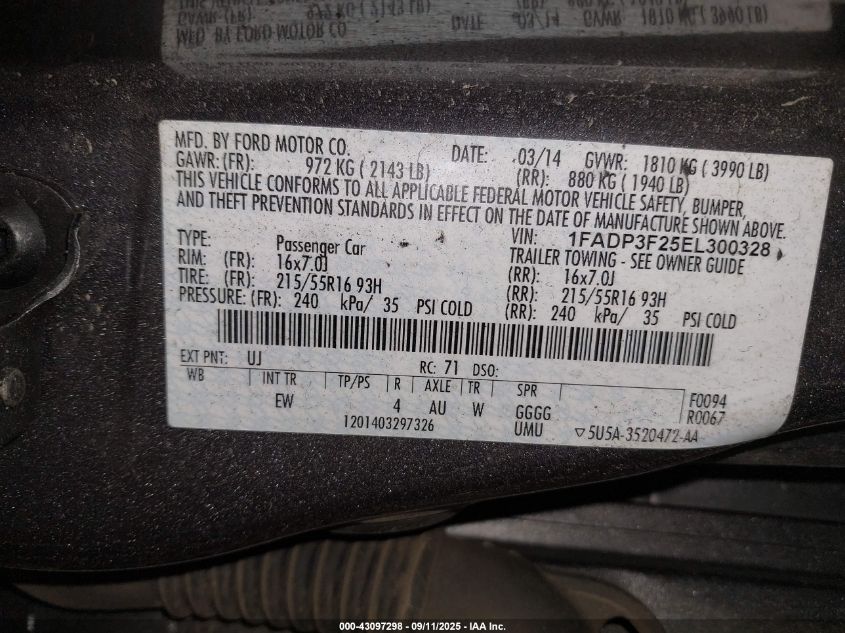 MFD. BY FORD MOTOR CO. DATE: 03/14 GVWR: 1810 KG ( 3990 LB)
GAWR: (FR): 972 KG ( 2143 LB) (RR): 880 KG ( 1940 LB)
THIS VEHICLE CONFORMS TO ALL APPLICABLE FEDERAL MOTOR VEHICLE SAFETY, BUMPER,
AND THEFT PREVENTION STANDARDS IN EFFECT ON THE DATE OF MANUFACTURE SHOWN ABOVE.
VIN: 1FADP3F25EL300328
TYPE: Passenger Car TRAILER TOWING - SEE OWNER GUIDE
RIM: (FR): 16x7.0J (RR): 16x7.0J
TIRE: (FR): 215/55R16 93H (RR): 215/55R16 93H
PRESSURE: (FR): 240 kPa/ 35 PSI COLD (RR): 240 kPa/ 35 PSI COLD
EXT PNT: UJ RC: 71 DSO:
WB INT TR TP/PS R AXLE TR SPR F0094
EW 4 AU W GGGG R0067
1201403297326 UMU ▽5U5A-3520472-AA
000-43097298 - 09/11/2025 - IAA Inc.